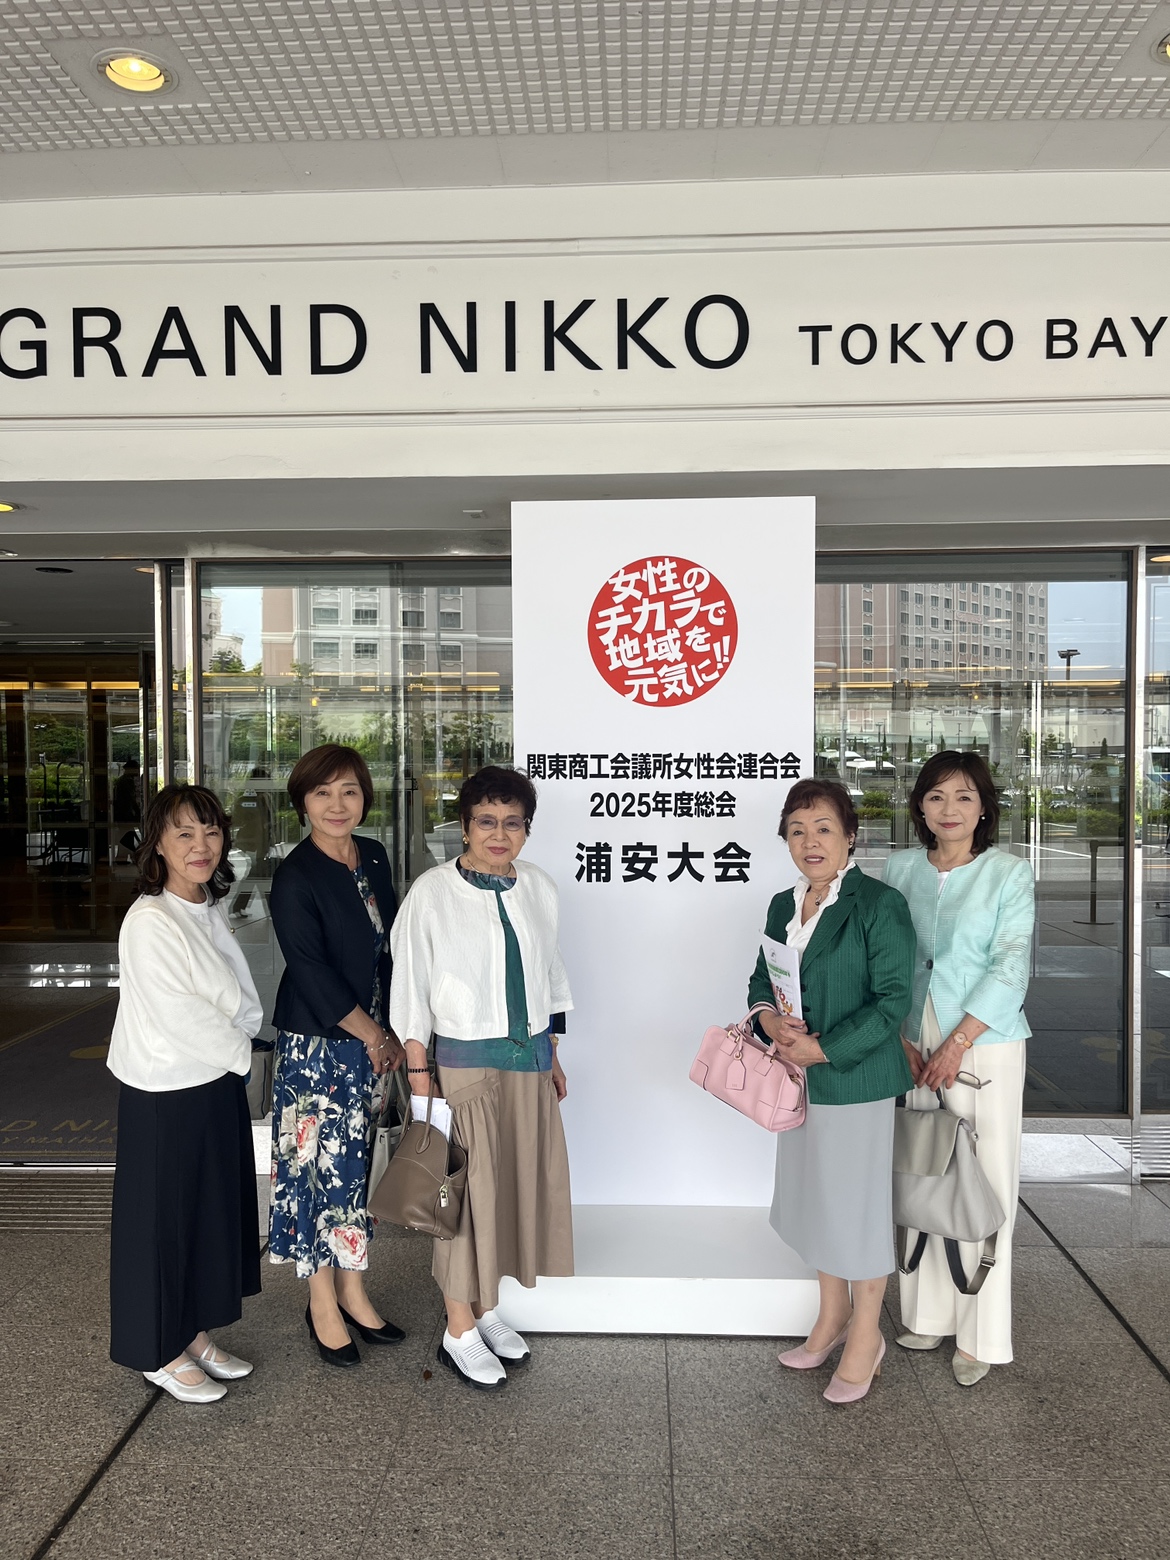 GRAND NIKKO TOKYO BAY
女性の
チカラで
地域を
元気に!!
関東商工会議所女性会連合会
2025年度総会
浦安大会